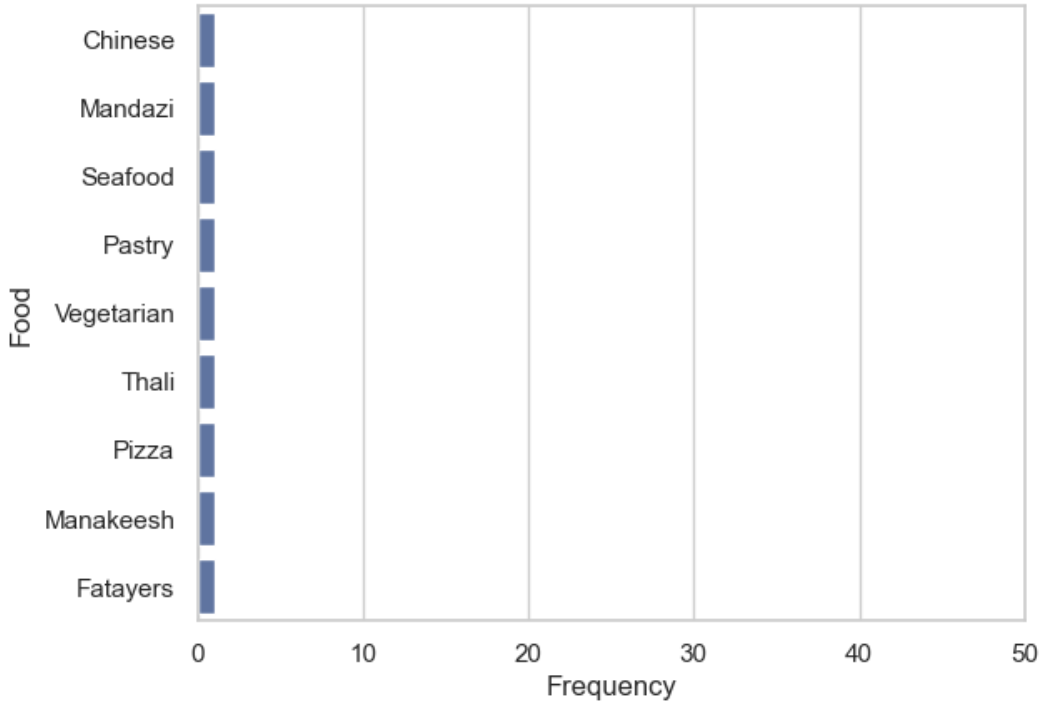 Chinese
Mandazi
Seafood
Pastry
Vegetarian
Thali
Pizza
Manakeesh
Fatayers
Food
0 10 20 30 40 50
Frequency